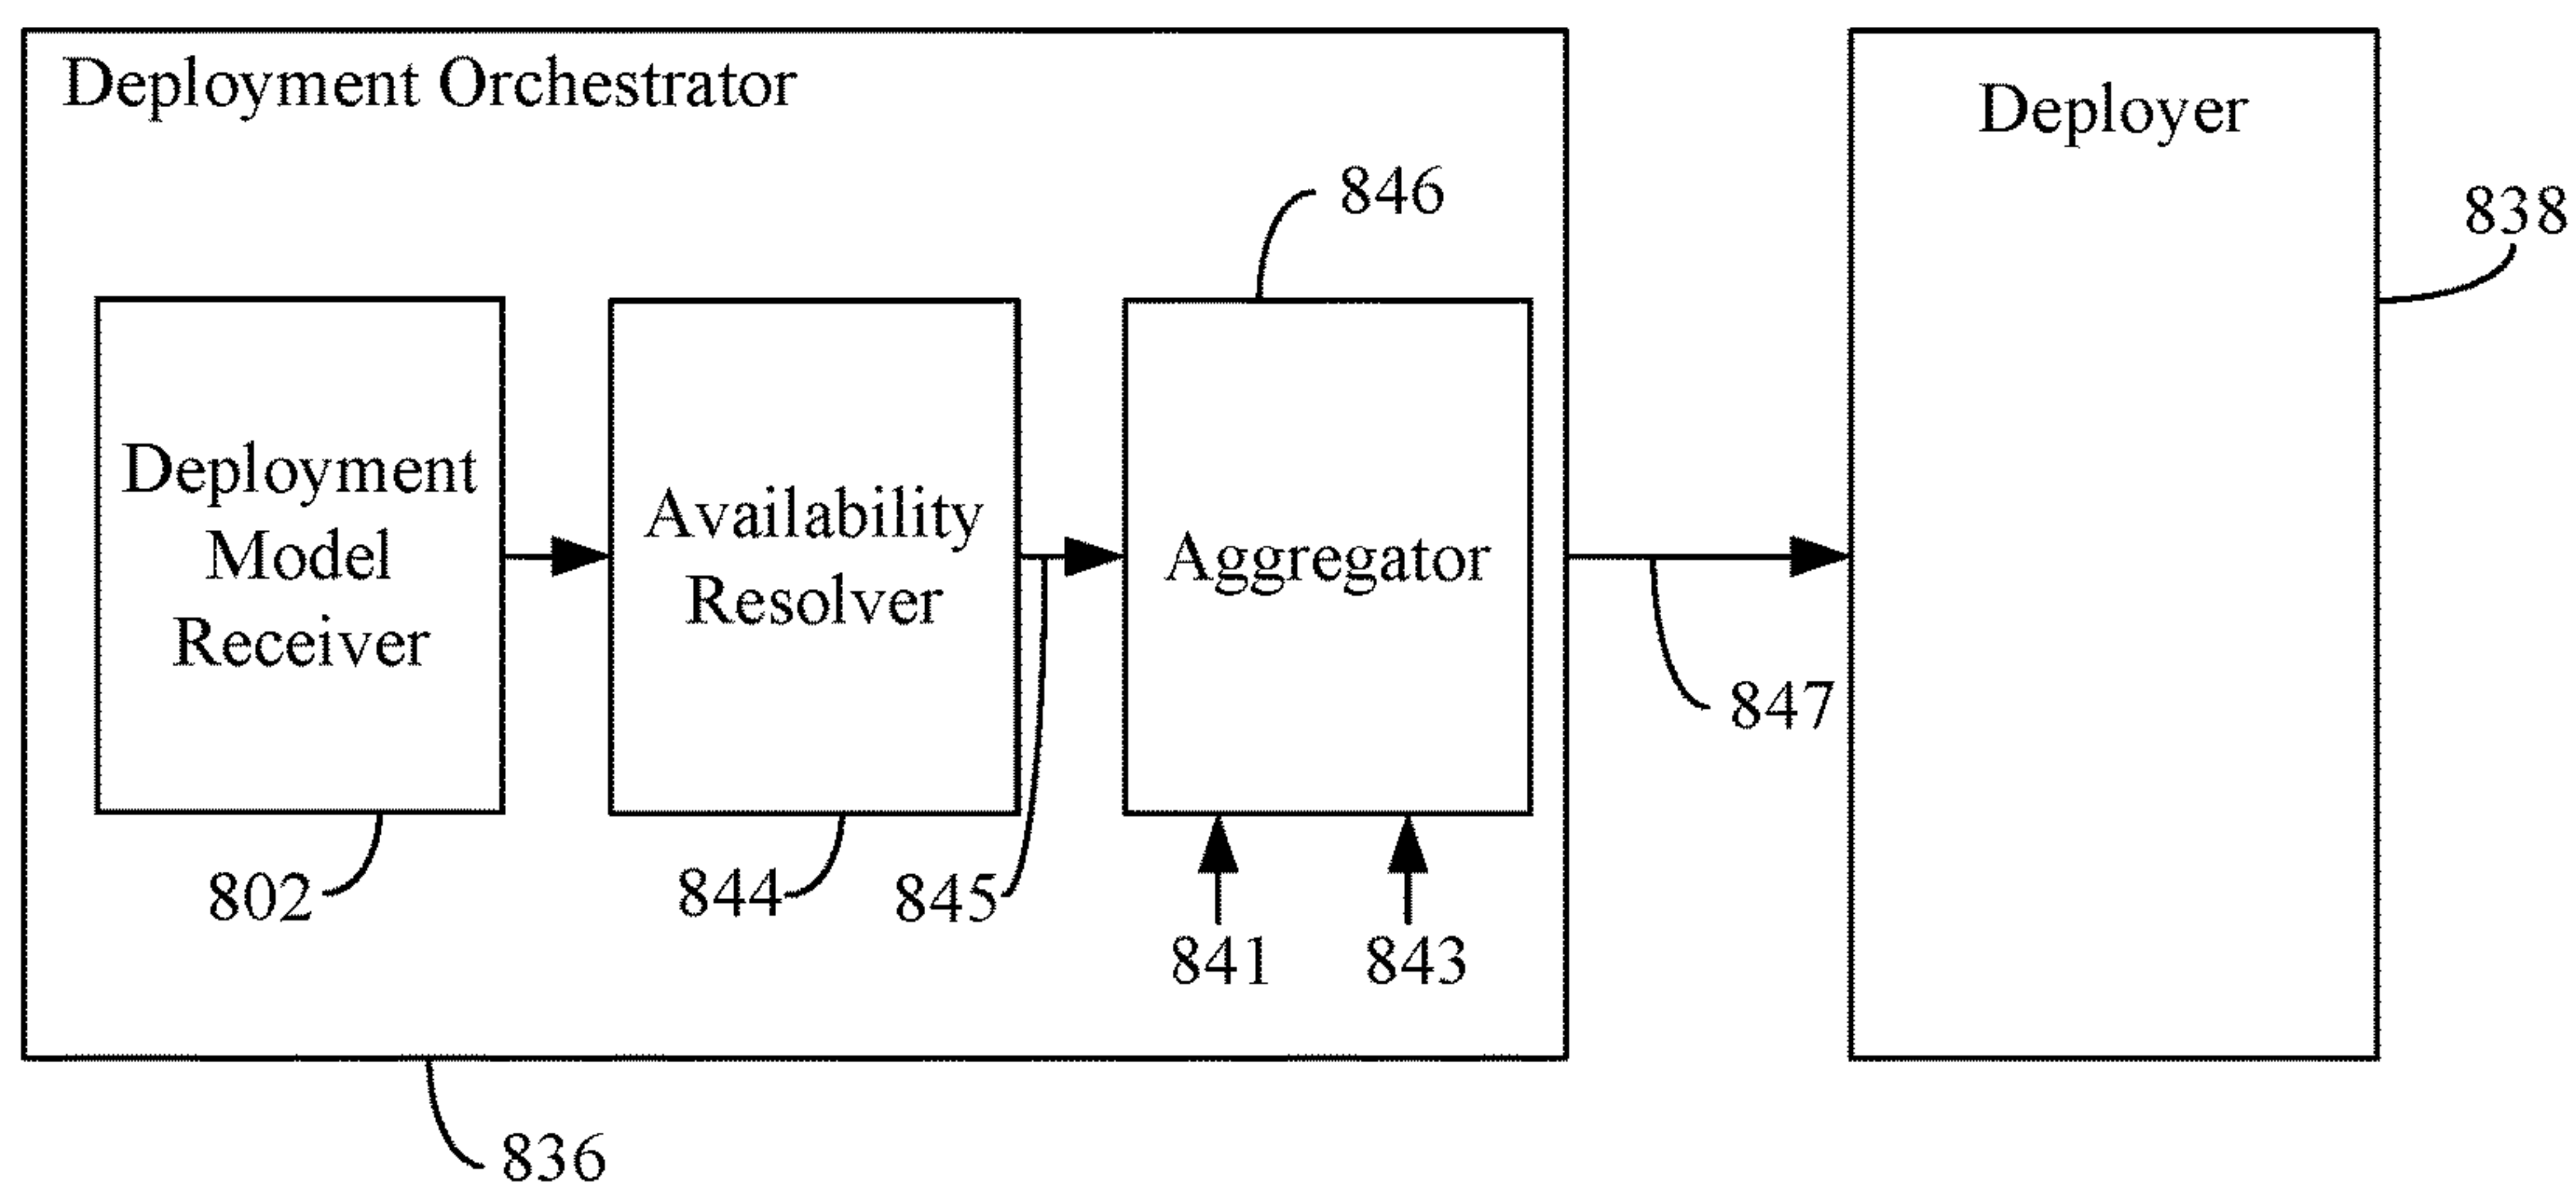 Deployment Orchestrator
Deployer
846
838
Deployment
Model
Receiver
Availability
Resolver
Aggregator
847
802
844
845
841
843
836